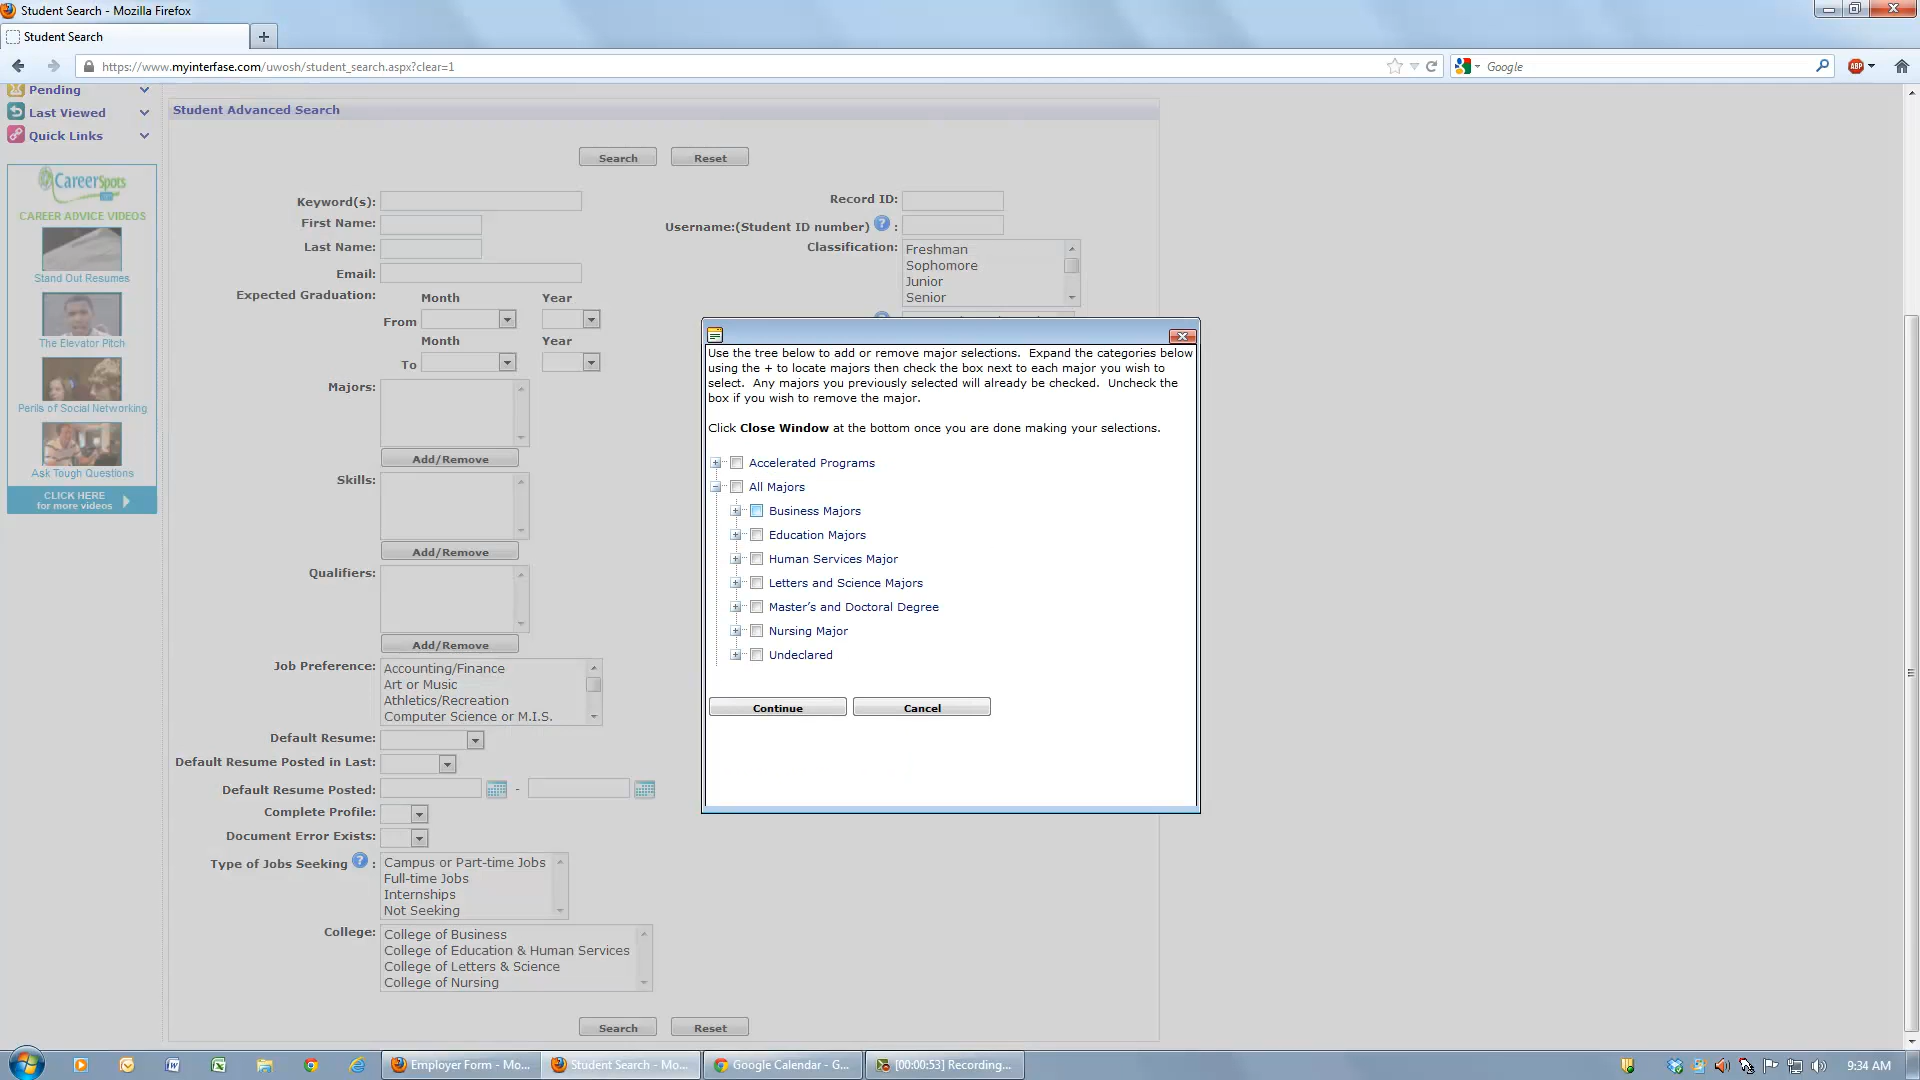 Student Search - Mozilla Firefox
Student Search
https://www.myinterfase.com/uwosh/student_search.aspx?clear=1
Google
ABP
Pending
Last Viewed
Quick Links
CareerSpots
CAREER ADVICE VIDEOS
Stand Out Resumes
The Elevator Pitch
Perils of Social Networking
Ask Tough Questions
CLICK HERE
for more videos
Student Advanced Search
Search
Reset
Keyword(s):
First Name:
Last Name:
Email:
Expected Graduation:
Month
Year
From
Month
Year
To
Majors:
Add/Remove
Skills:
Add/Remove
Qualifiers:
Add/Remove
Job Preference:
Accounting/Finance
Art or Music
Athletics/Recreation
Computer Science or M.I.S.
Default Resume:
Default Resume Posted in Last:
Default Resume Posted:
-
Complete Profile:
Document Error Exists:
Type of Jobs Seeking ? :
Campus or Part-time Jobs
Full-time Jobs
Internships
Not Seeking
College:
College of Business
College of Education & Human Services
College of Letters & Science
College of Nursing
Search
Reset
Record ID:
Username:(Student ID number) ? :
Classification:
Freshman
Sophomore
Junior
Senior
Use the tree below to add or remove major selections. Expand the categories below
using the + to locate majors then check the box next to each major you wish to
select. Any majors you previously selected will already be checked. Uncheck the
box if you wish to remove the major.
Click Close Window at the bottom once you are done making your selections.
Accelerated Programs
All Majors
Business Majors
Education Majors
Human Services Major
Letters and Science Majors
Master's and Doctoral Degree
Nursing Major
Undeclared
Continue
Cancel
Employer Form - Mo...
Student Search - Mo...
Google Calendar - G...
[00:00:53] Recording...
9:34 AM